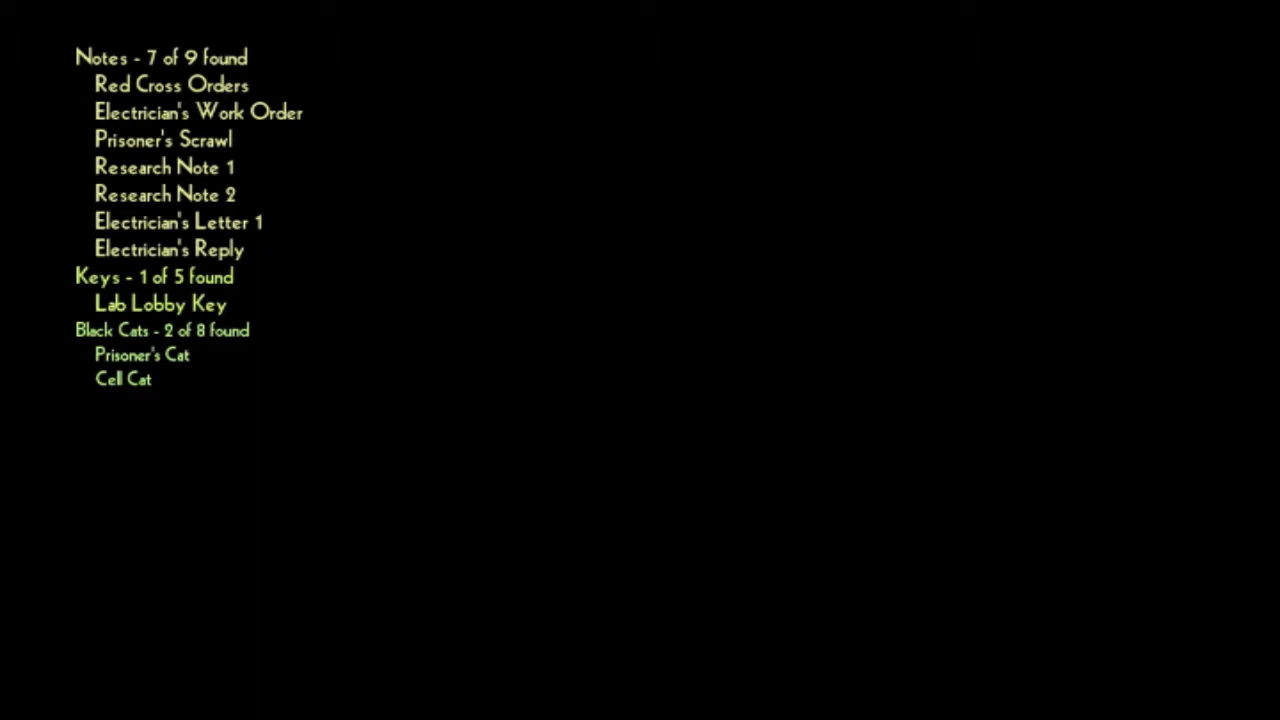 Notes - 7 of 9 found
Red Cross Orders
Electrician's Work Order
Prisoner's Scrawl
Research Note 1
Research Note 2
Electrician's Letter 1
Electrician's Reply
Keys - 1 of 5 found
Lab Lobby Key
Black Cats - 2 of 8 found
Prisoner's Cat
Cell Cat